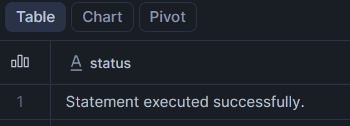 Table Chart Pivot
A status
1 Statement executed successfully.